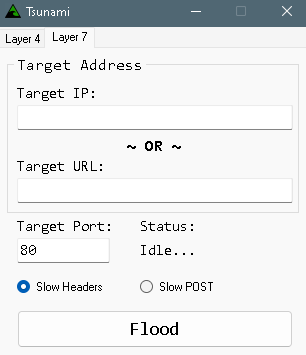 Tsunami
Layer 4 Layer 7
Target Address
Target IP:
~ OR ~
Target URL:
Target Port: Status:
80 Idle...
Slow Headers Slow POST
Flood